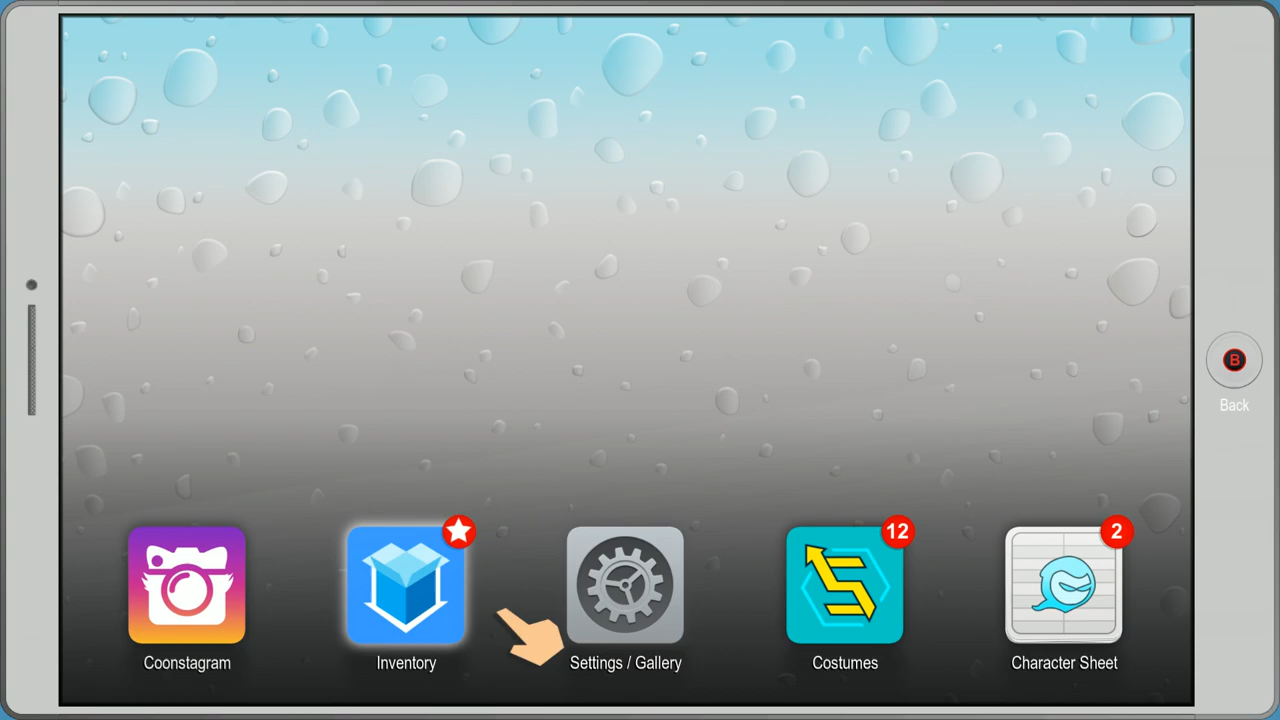 B
Back
12
2
Coonstagram
Inventory
Settings / Gallery
Costumes
Character Sheet